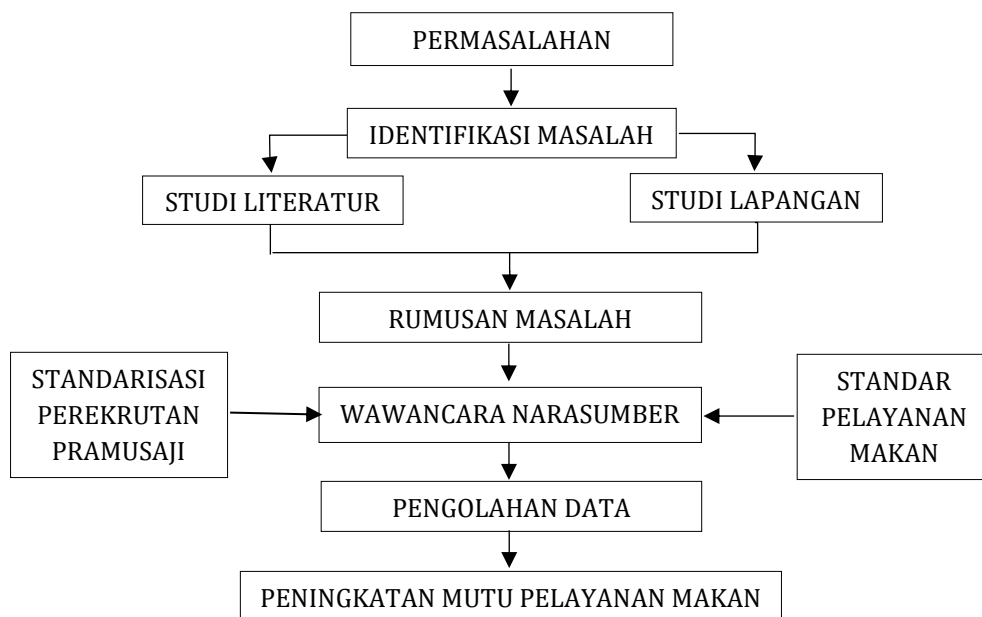 PERMASALAHAN
IDENTIFIKASI MASALAH
STUDI LITERATUR
STUDI LAPANGAN
RUMUSAN MASALAH
STANDARISASI
PEREKRUTAN
PRAMUSAJI
WAWANCARA NARASUMBER
STANDAR
PELAYANAN
MAKAN
PENGOLAHAN DATA
PENINGKATAN MUTU PELAYANAN MAKAN